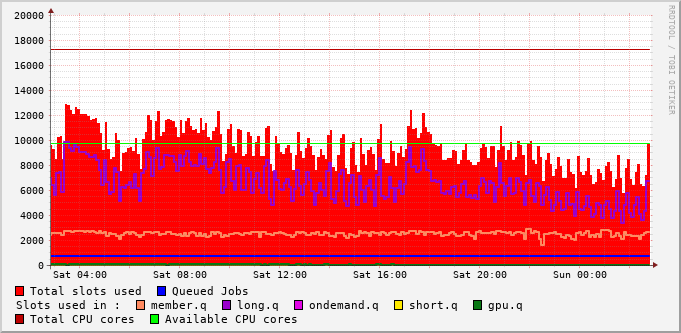 RRDTOOL / TOBI OETIKER
20000
18000
16000
14000
12000
10000
8000
6000
4000
2000
0
Sat 04:00 Sat 08:00 Sat 12:00 Sat 16:00 Sat 20:00 Sun 00:00
Total slots used Queued Jobs
Slots used in : member.q long.q ondemand.q short.q gpu.q
Total CPU cores Available CPU cores